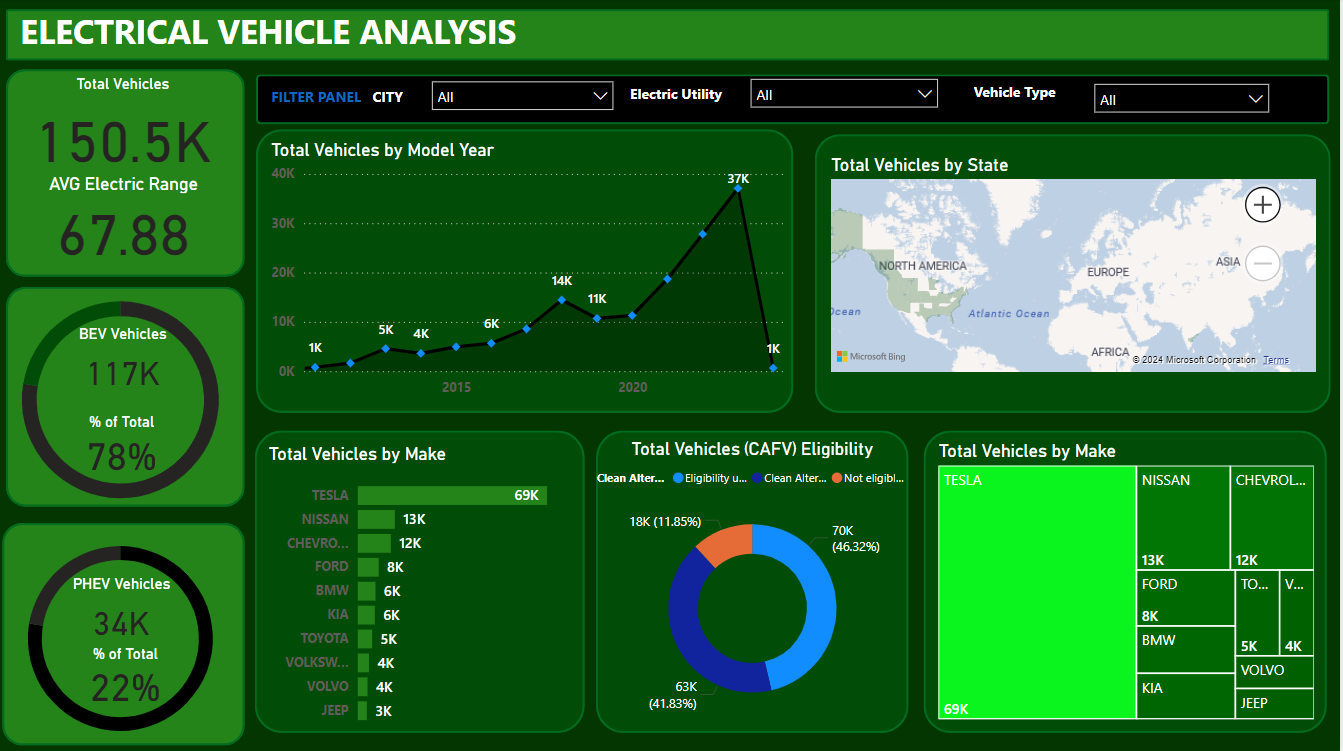 ELECTRICAL VEHICLE ANALYSIS
Total Vehicles
150.5K
AVG Electric Range
67.88
FILTER PANEL CITY All Electric Utility All Vehicle Type All
BEV Vehicles
117K
% of Total
78%
PHEV Vehicles
34K
% of Total
22%
Total Vehicles by Model Year
40K
30K
20K
10K
0K
1K
5K
4K
6K
14K
11K
37K
1K
2015 2020
Total Vehicles by State
NORTH AMERICA
EUROPE
ASIA
Ocean
Atlantic Ocean
AFRICA
Microsoft Bing
© 2024 Microsoft Corporation Terms
Total Vehicles by Make
TESLA 69K
NISSAN 13K
CHEVRO... 12K
FORD 8K
BMW 6K
KIA 6K
TOYOTA 5K
VOLKSW... 4K
VOLVO 4K
JEEP 3K
Total Vehicles (CAFV) Eligibility
Clean Alter... Eligibility u... Clean Alter... Not eligibl...
18K (11.85%)
70K
(46.32%)
63K
(41.83%)
Total Vehicles by Make
TESLA
69K
NISSAN
13K
CHEVROL...
12K
FORD
8K
BMW
KIA
TO...
5K
V...
4K
VOLVO
JEEP